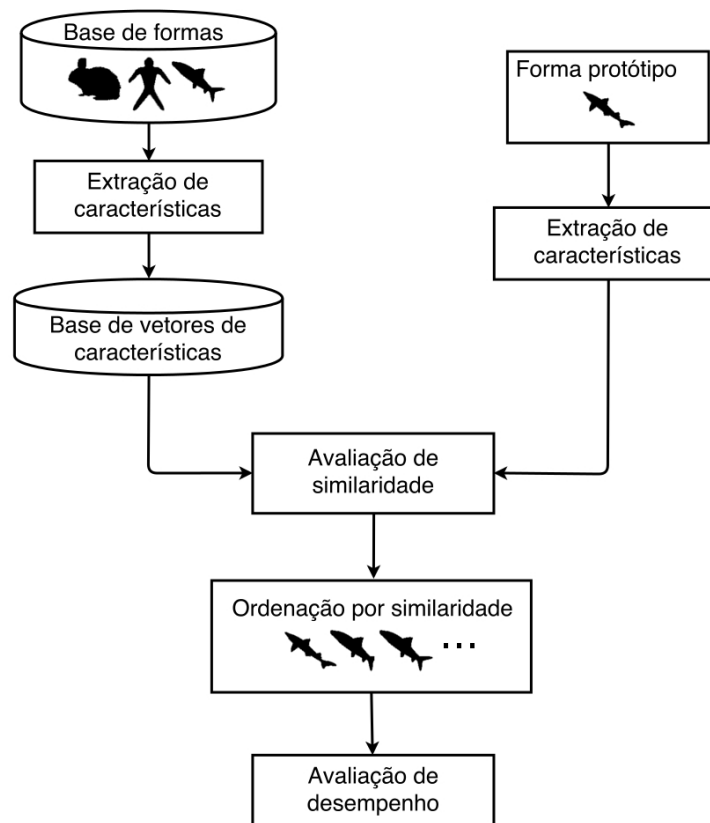 Base de formas
Forma protótipo
Extração de
características
Extração de
características
Base de vetores de
características
Avaliação de
similaridade
Ordenação por similaridade
...
Avaliação de
desempenho